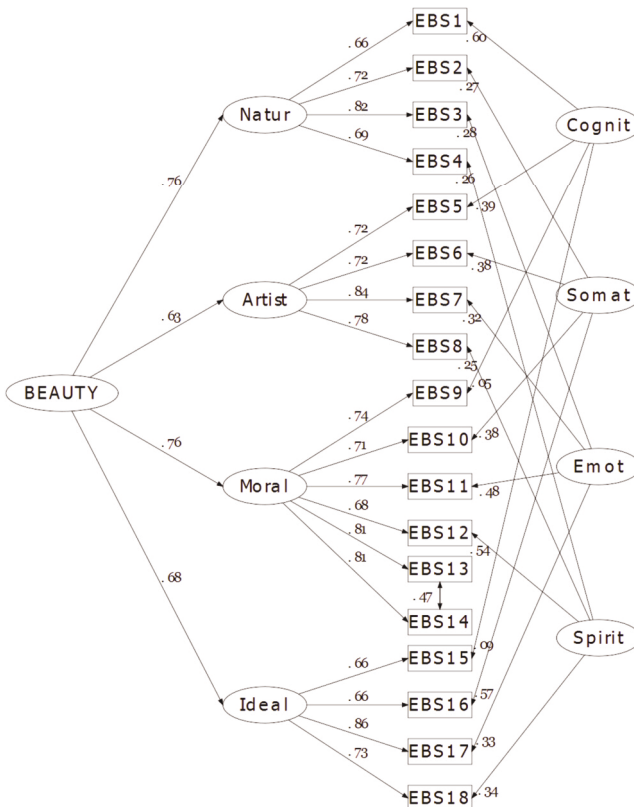 EBS1
.66
.60
EBS2
.72
.27
Natur
.82
EBS3
.28
Cognit
.69
EBS4
.26
.76
EBS5
.39
.72
.72
EBS6
.38
Artist
.84
EBS7
.32
Somat
.63
.78
EBS8
.25
BEAUTY
EBS9
.05
.74
.76
.71
EBS10
.38
Moral
.77
EBS11
.48
Emot
.68
EBS12
.54
.81
EBS13
.81
.47
.68
EBS14
Spirit
EBS15
.09
.66
Ideal
.66
EBS16
.57
.86
EBS17
.33
.73
EBS18
.34